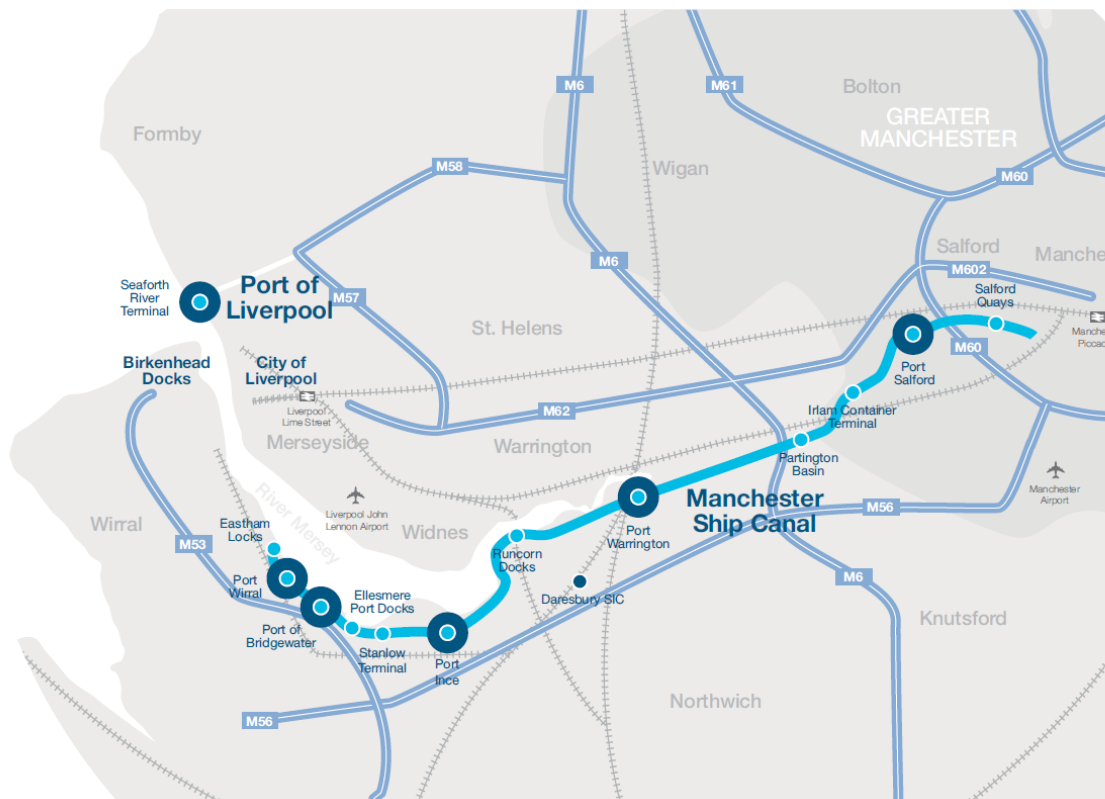 M6
M61
Bolton
GREATER
MANCHESTER
Formby
M58
Wigan
M60
Salford
Manche
M6
M602
Seaforth
River
Terminal
Port of
Liverpool
M57
Salford
Quays
St. Helens
Manche
Picca
M60
Birkenhead
Docks
City of
Liverpool
Port
Salford
Liverpool
Lime Street
M62
Irlam Container
Terminal
Merseyside
Warrington
Partington
Basin
River Mersey
Manchester
Airport
Manchester
Ship Canal
M56
Liverpool John
Lennon Airport
Wirral
Eastham
Locks
Widnes
Port
Warrington
M53
Runcorn
Docks
Port
Wirral
Daresbury SIC
M6
Ellesmere
Port Docks
Knutsford
Port of
Bridgewater
Stanlow
Terminal
Port
Ince
Northwich
M56